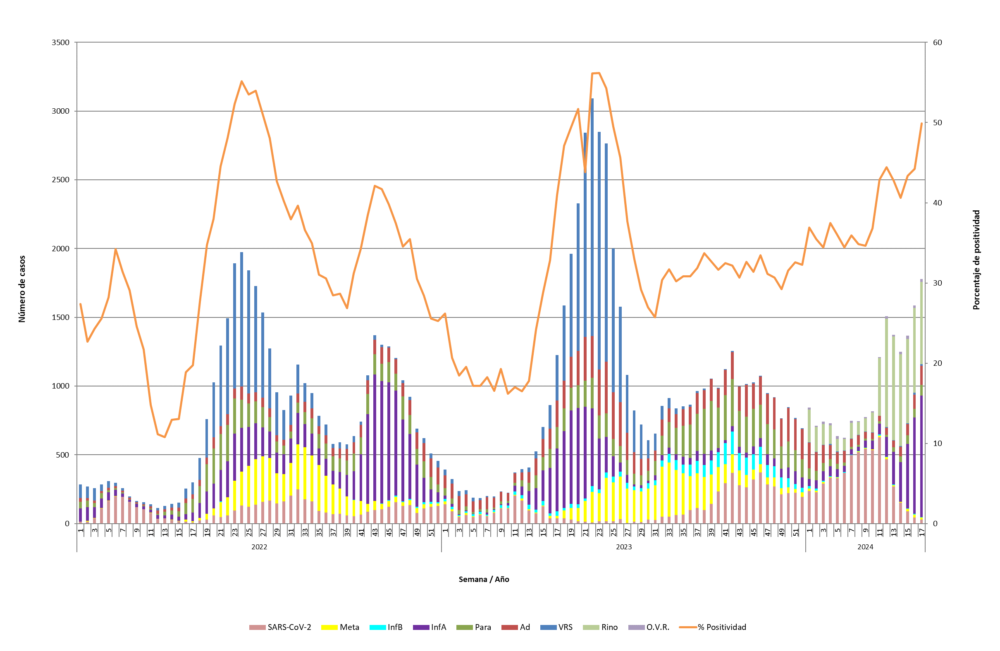 3500
3000
2500
2000
1500
1000
500
0
60
50
40
30
20
10
0
Número de casos
Porcentaje de positividad
1 3 5 7 9 11 13 15 17 19 21 23 25 27 29 31 33 35 37 39 41 43 45 47 49 51 1 3 5 7 9 11 13 15 17 19 21 23 25 27 29 31 33 35 37 39 41 43 45 47 49 51 1 3 5 7 9 11 13 15 17
2022 2023 2024
Semana / Año
SARS-CoV-2 Meta InfB InfA Para Ad VRS Rino O.V.R. % Positividad